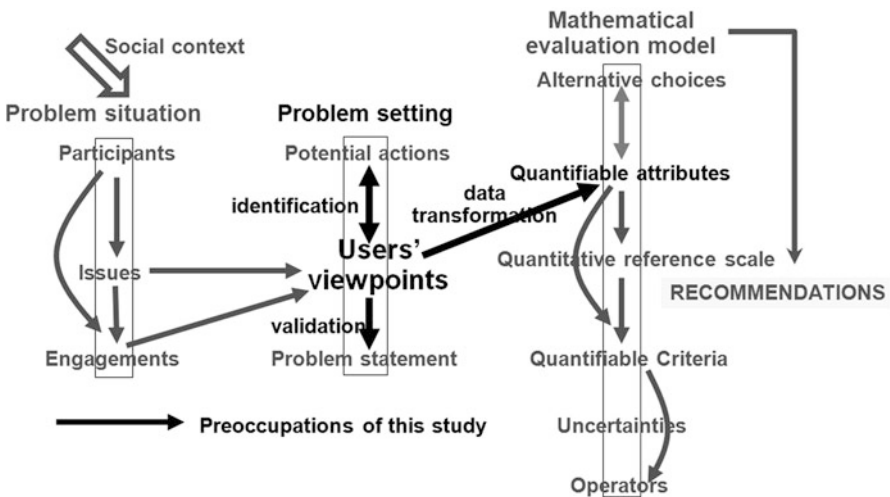 Social context
Problem situation
Participants
Issues
Engagements
Problem setting
Potential actions
identification
Users'
viewpoints
validation
Problem statement
data
transformation
Mathematical
evaluation model
Alternative choices
Quantifiable attributes
Quantitative reference scale
RECOMMENDATIONS
Quantifiable Criteria
Uncertainties
Operators
Preoccupations of this study